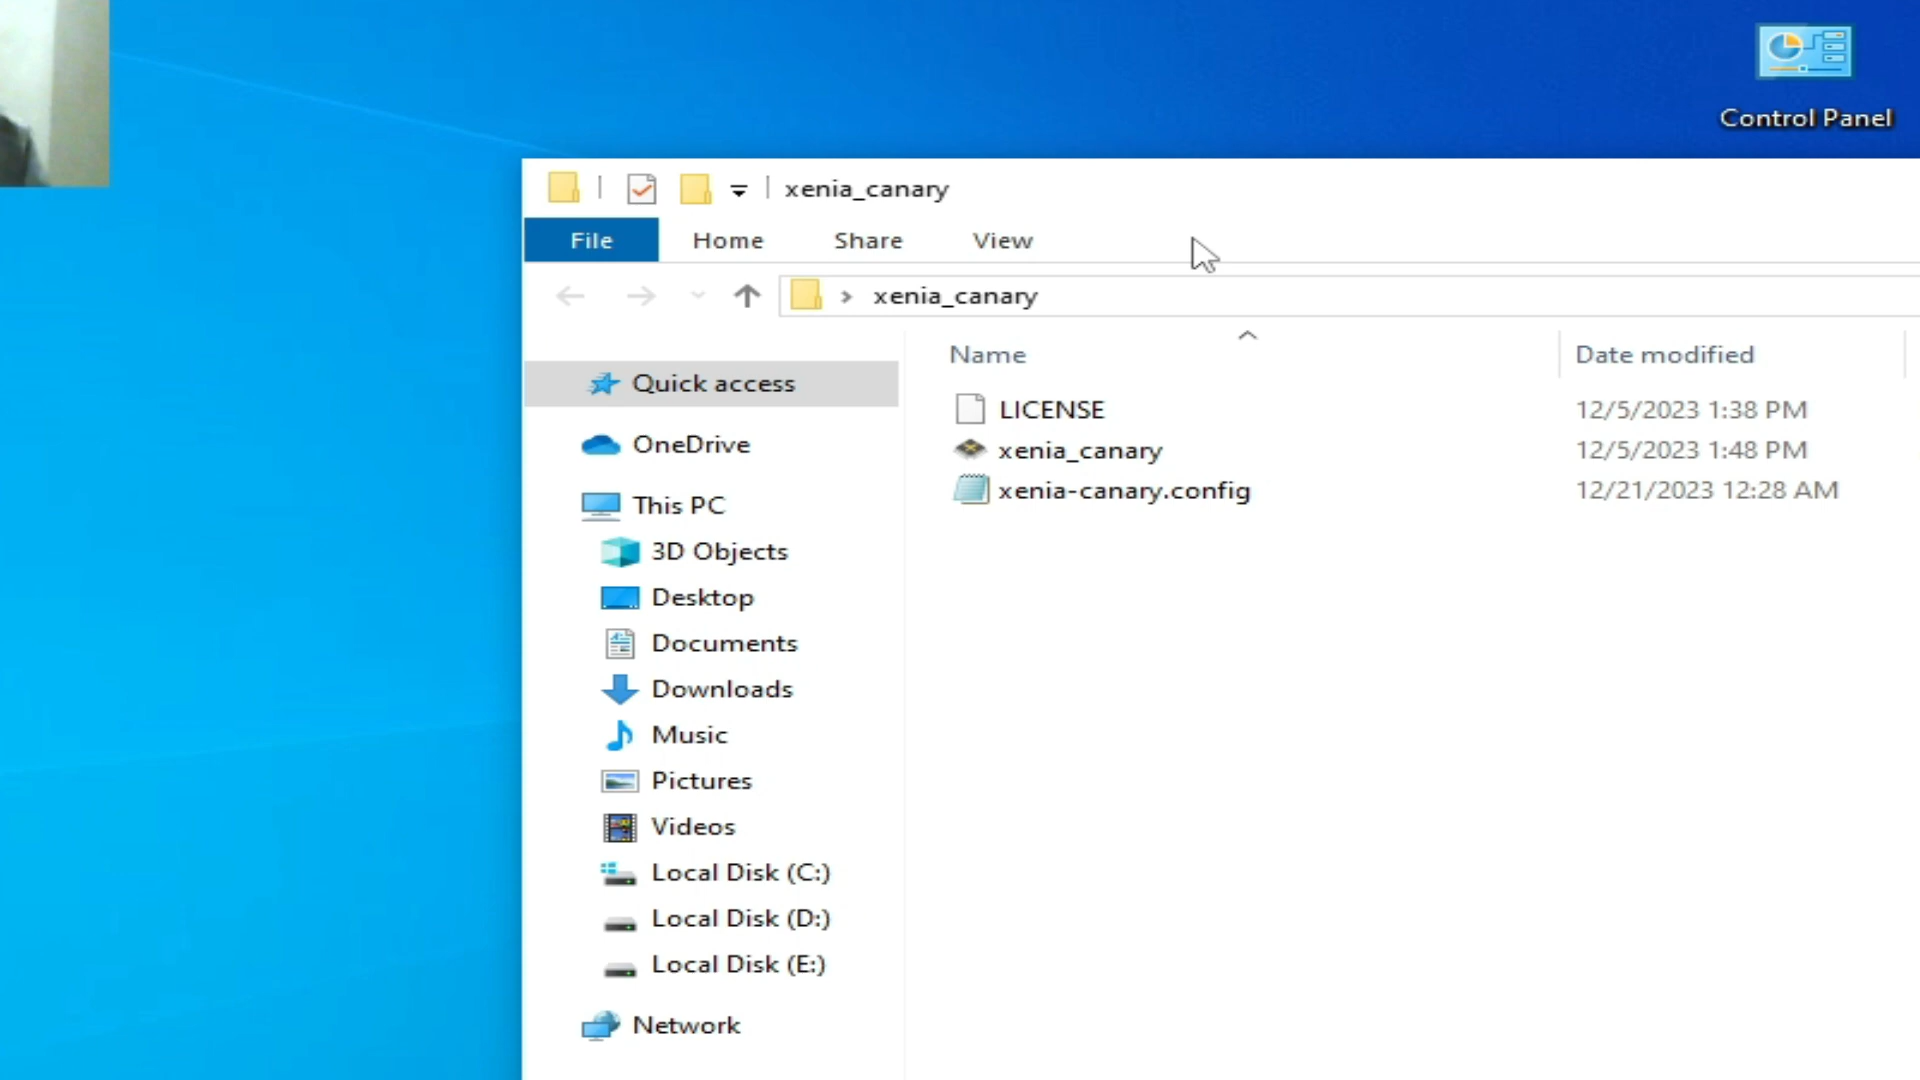 Control Panel
xenia_canary
File Home Share View
xenia_canary
Name Date modified
Quick access
LICENSE 12/5/2023 1:38 PM
OneDrive
xenia_canary 12/5/2023 1:48 PM
xenia-canary.config 12/21/2023 12:28 AM
This PC
3D Objects
Desktop
Documents
Downloads
Music
Pictures
Videos
Local Disk (C:)
Local Disk (D:)
Local Disk (E:)
Network